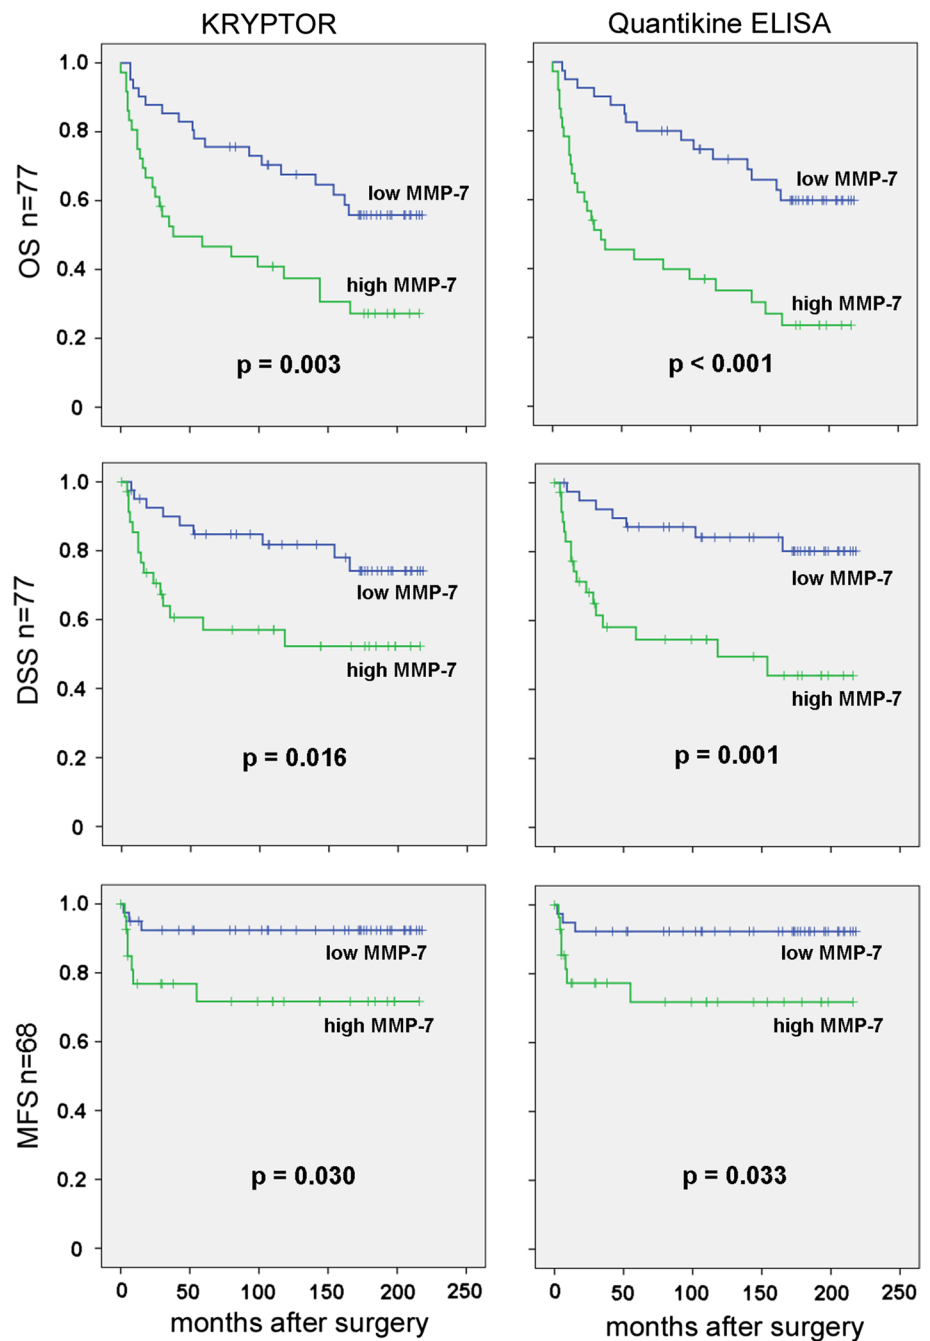 KRYPTOR
Quantikine ELISA
OS n=77
1.0
0.8
0.6
0.4
0.2
0
low MMP-7
high MMP-7
p = 0.003
low MMP-7
high MMP-7
p < 0.001
DSS n=77
1.0
0.8
0.6
0.4
0.2
0
low MMP-7
high MMP-7
p = 0.016
low MMP-7
high MMP-7
p = 0.001
MFS n=68
1.0
0.8
0.6
0.4
0.2
0
low MMP-7
high MMP-7
p = 0.030
low MMP-7
high MMP-7
p = 0.033
0 50 100 150 200 250
0 50 100 150 200 250
months after surgery
months after surgery